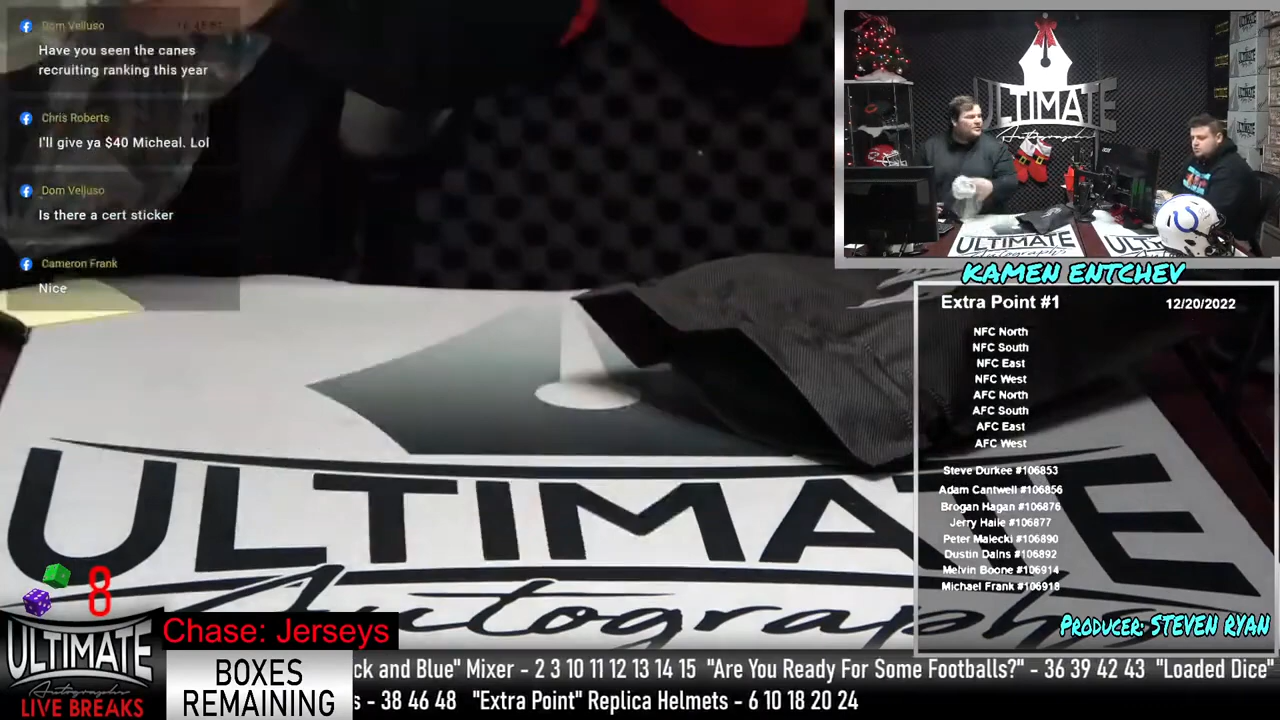 Dom Velluso
Have you seen the canes
recruiting ranking this year
Chris Roberts
I'll give ya $40 Micheal. Lol
Dom Velluso
Is there a cert sticker
Cameron Frank
Nice
ULTIMATE
Autographs
ULTIMATE
Autographs
KAMEN ENTCHEV
Extra Point #1
12/20/2022
NFC North
NFC South
NFC East
NFC West
AFC North
AFC South
AFC East
AFC West
Steve Durkee #106853
Adam Cantwell #106856
Brogan Hagan #106876
Jerry Haile #106877
Peter Malecki #106890
Dustin Dains #106892
Melvin Boone #106914
Michael Frank #106918
PRODUCER: STEVEN RYAN
ULTIMATE
Autographs
8
ULTIMATE
Autographs
LIVE BREAKS
Chase: Jerseys
BOXES
REMAINING
ck and Blue" Mixer - 2 3 10 11 12 13 14 15 "Are You Ready For Some Footballs?" - 36 39 42 43 "Loaded Dice"
s - 38 46 48 "Extra Point" Replica Helmets - 6 10 18 20 24